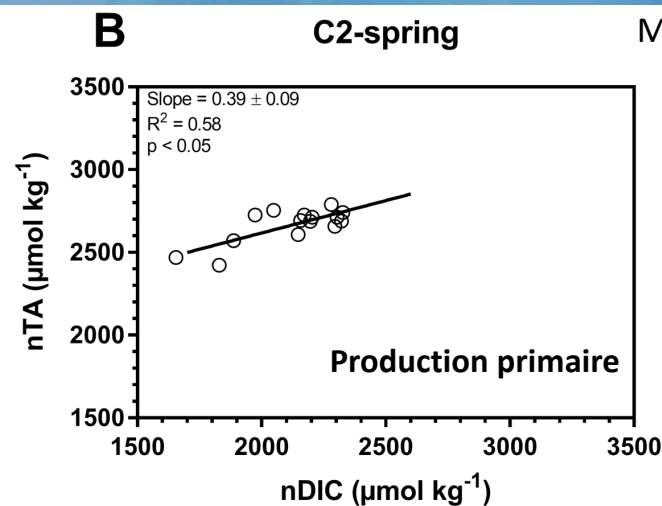 B
C2-spring
M
Slope = 0.39 ± 0.09
R² = 0.58
p < 0.05
3500
3000
2500
2000
1500
nTA (µmol kg⁻¹)
Production primaire
1500 2000 2500 3000 3500
nDIC (µmol kg⁻¹)